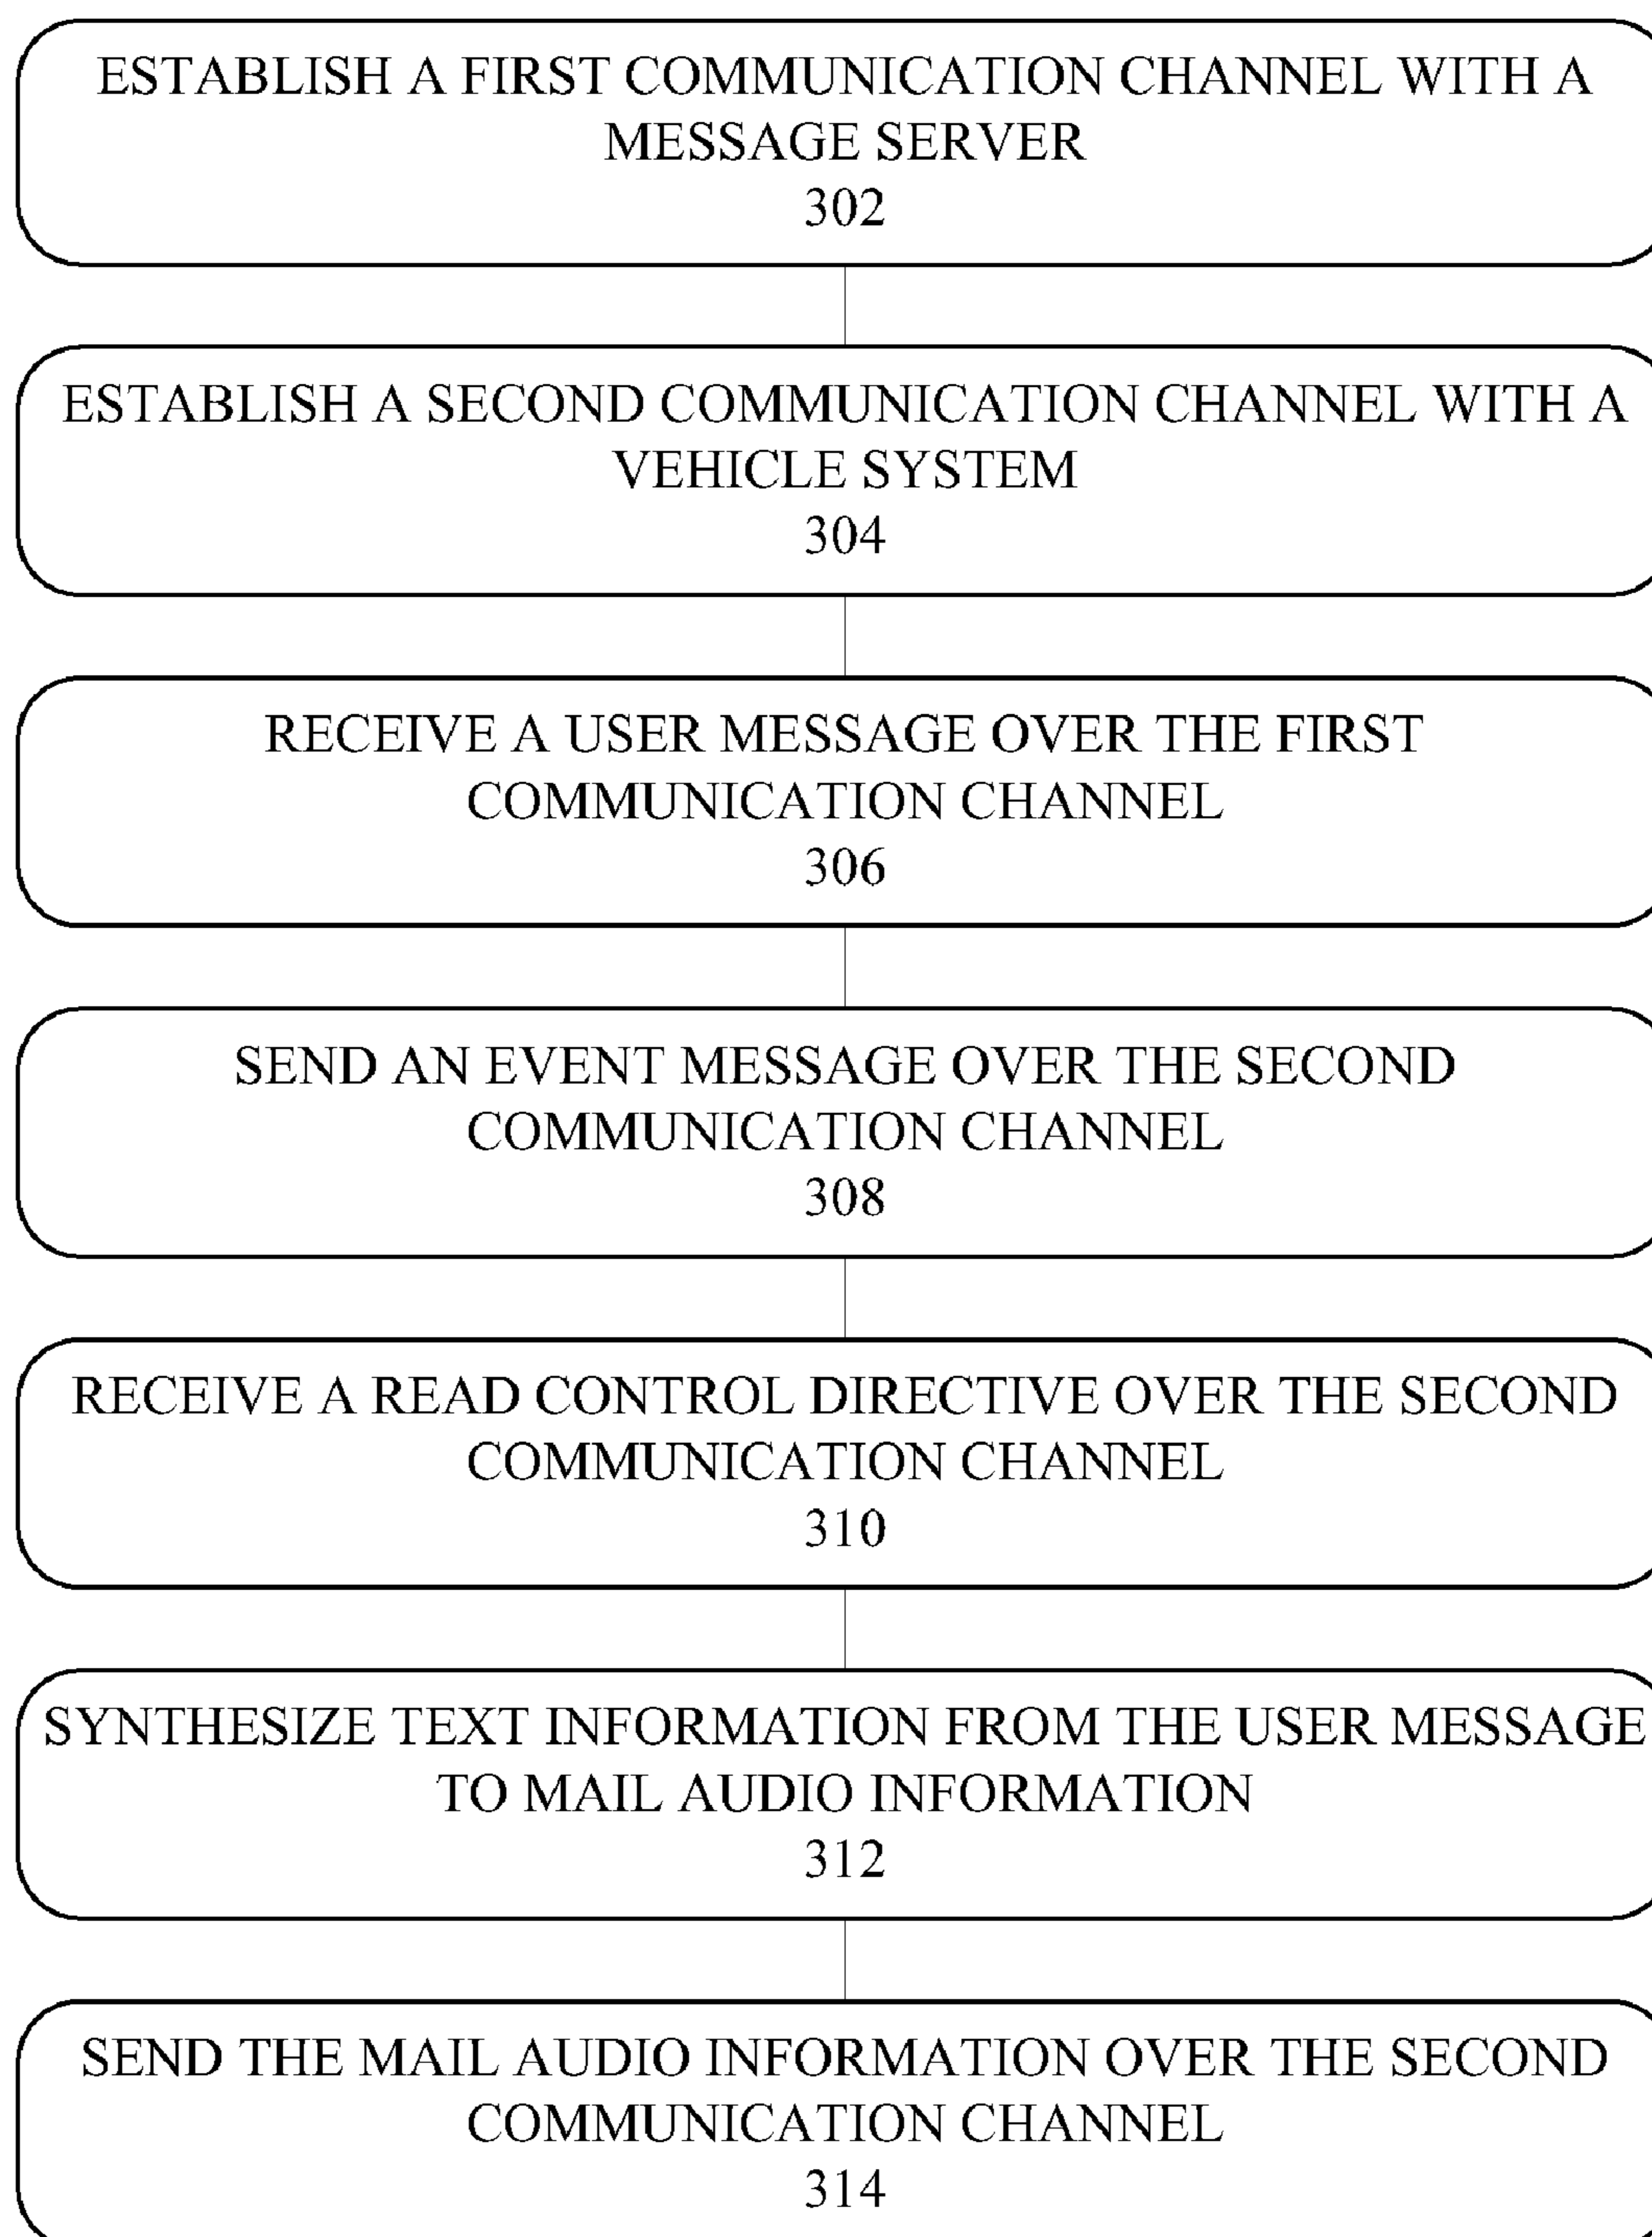 ESTABLISH A FIRST COMMUNICATION CHANNEL WITH A
MESSAGE SERVER
302
ESTABLISH A SECOND COMMUNICATION CHANNEL WITH A
VEHICLE SYSTEM
304
RECEIVE A USER MESSAGE OVER THE FIRST
COMMUNICATION CHANNEL
306
SEND AN EVENT MESSAGE OVER THE SECOND
COMMUNICATION CHANNEL
308
RECEIVE A READ CONTROL DIRECTIVE OVER THE SECOND
COMMUNICATION CHANNEL
310
SYNTHESIZE TEXT INFORMATION FROM THE USER MESSAGE
TO MAIL AUDIO INFORMATION
312
SEND THE MAIL AUDIO INFORMATION OVER THE SECOND
COMMUNICATION CHANNEL
314